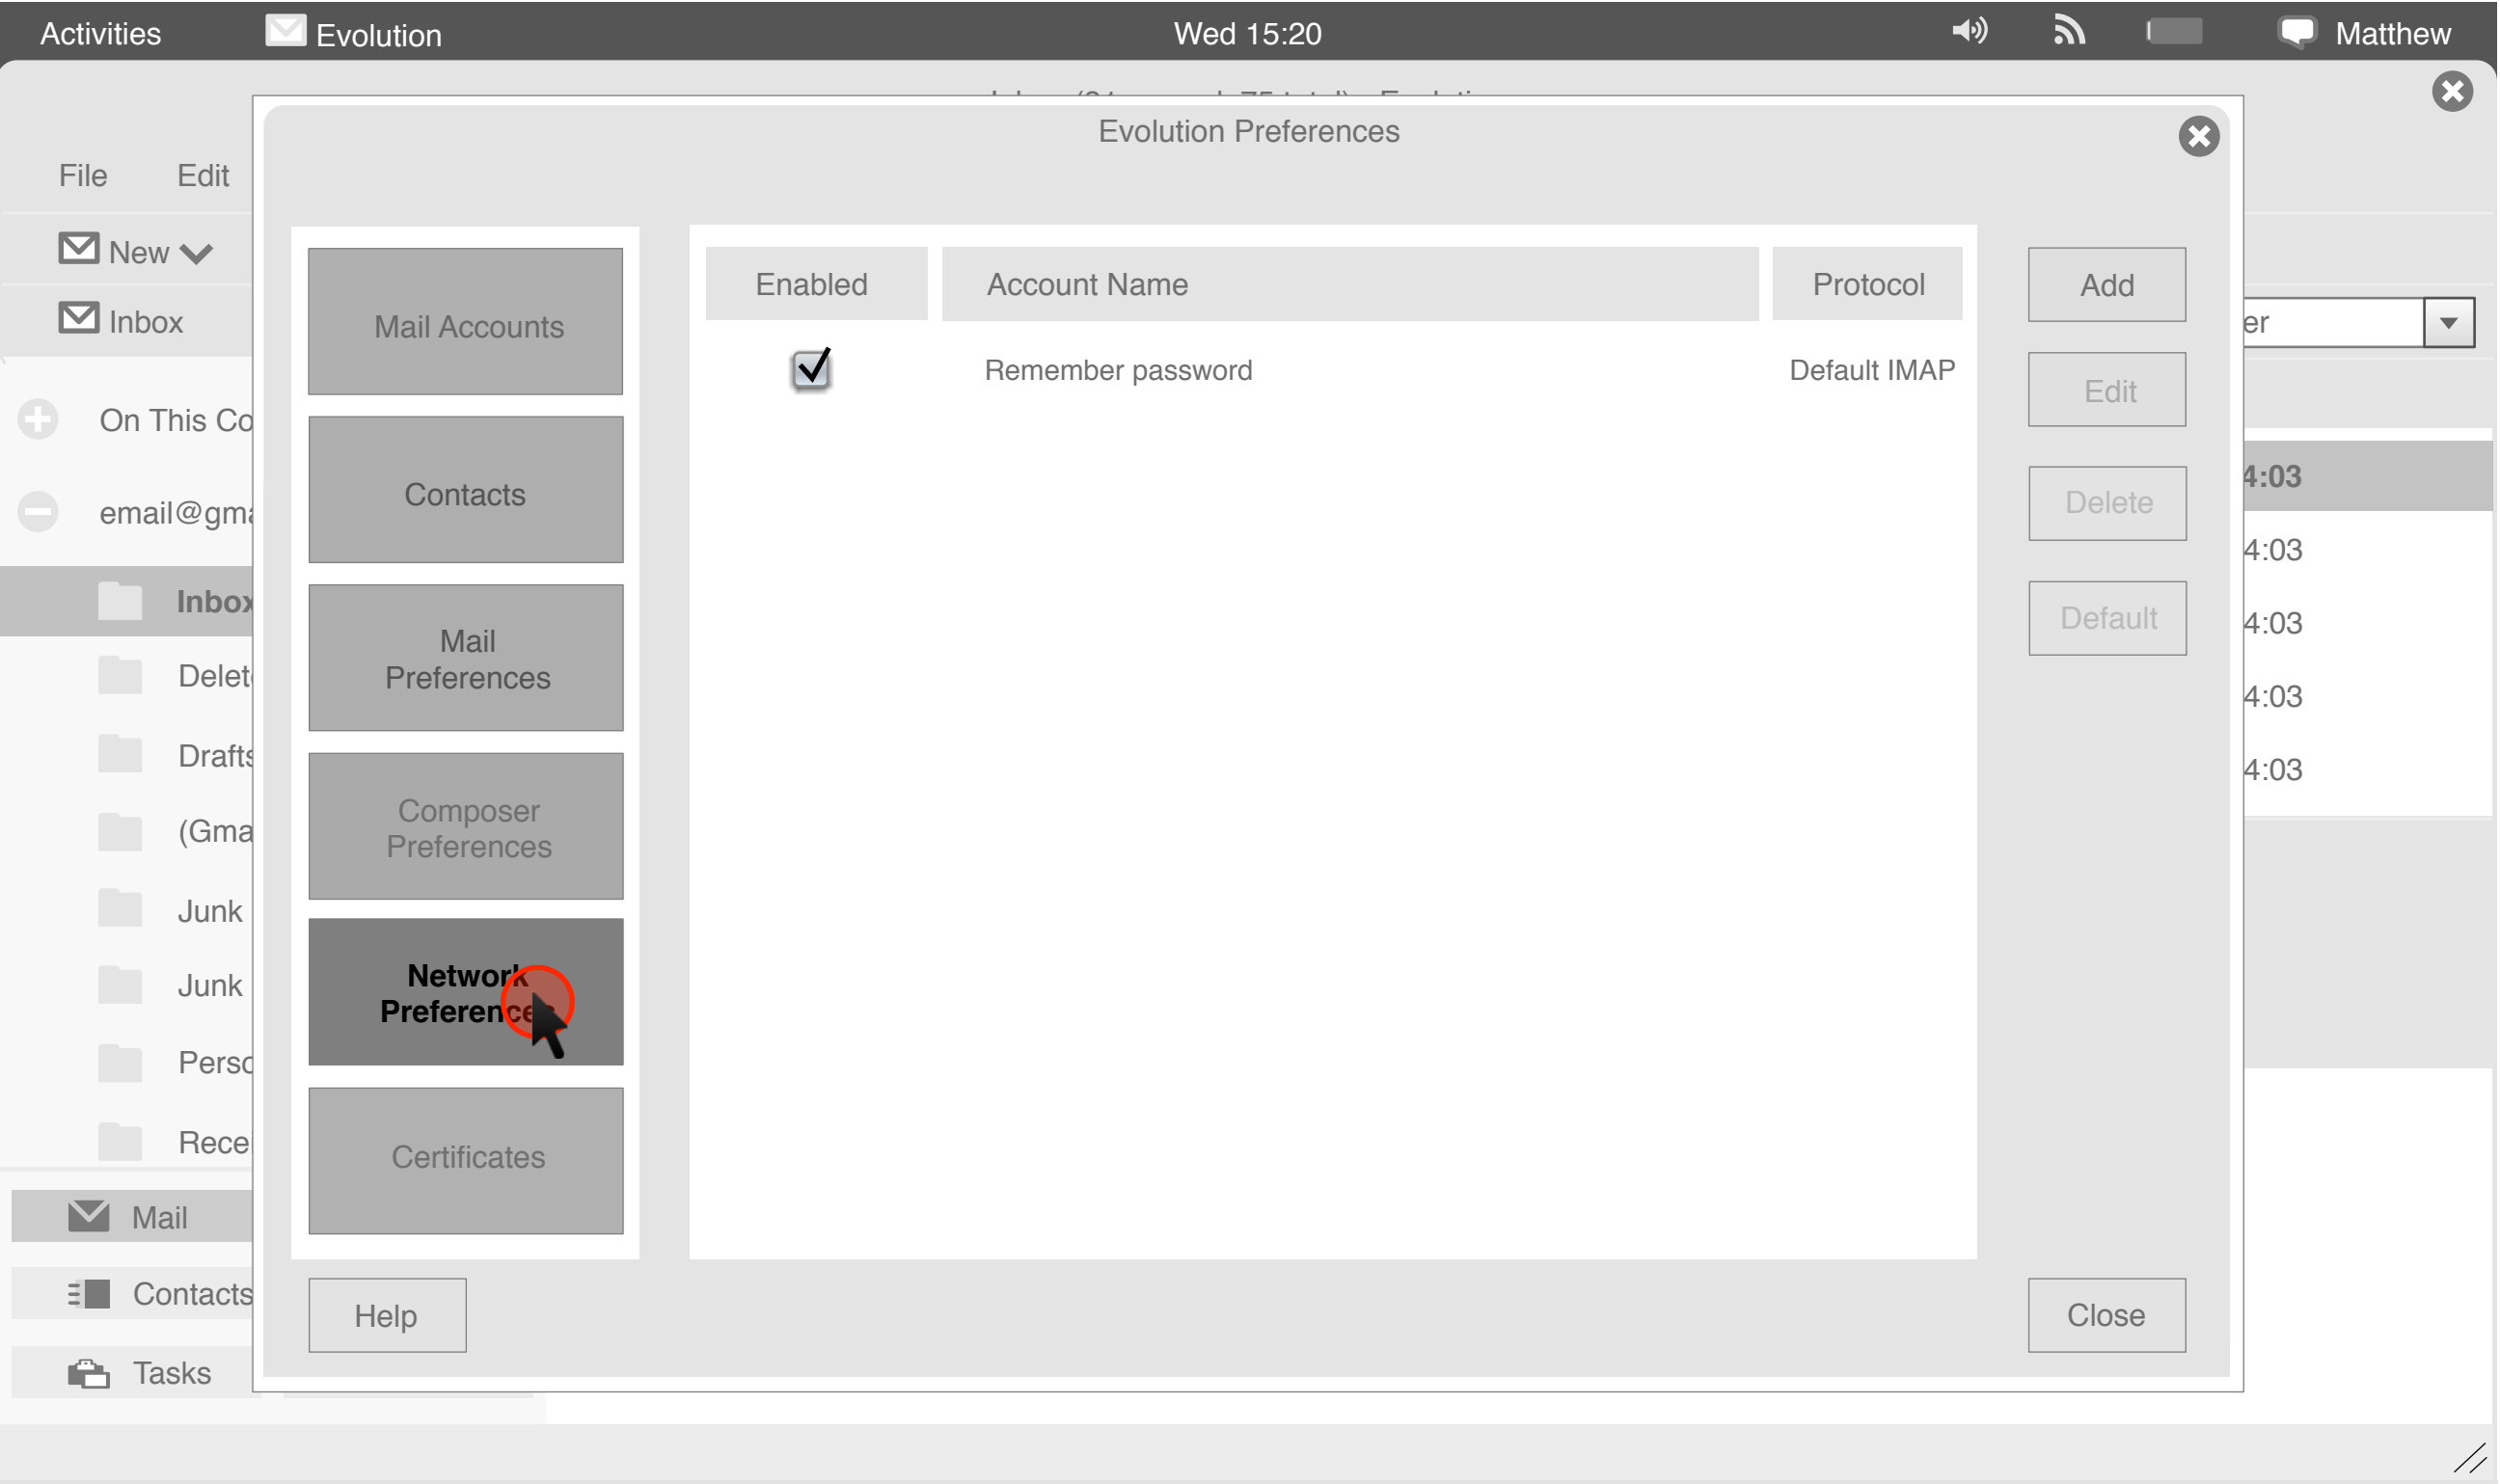 Activities
Evolution
Wed 15:20
Matthew
Evolution Preferences
File
Edit
New
Inbox
On This Co
email@gma
Inbox
Delet
Drafts
(Gma
Junk
Junk
Perso
Recei
Mail
Contacts
Tasks
Mail Accounts
Contacts
Mail
Preferences
Composer
Preferences
Network
Preferences
Certificates
Help
Enabled
Account Name
Protocol
Remember password
Default IMAP
Add
Edit
Delete
Default
Close
er
4:03
4:03
4:03
4:03
4:03